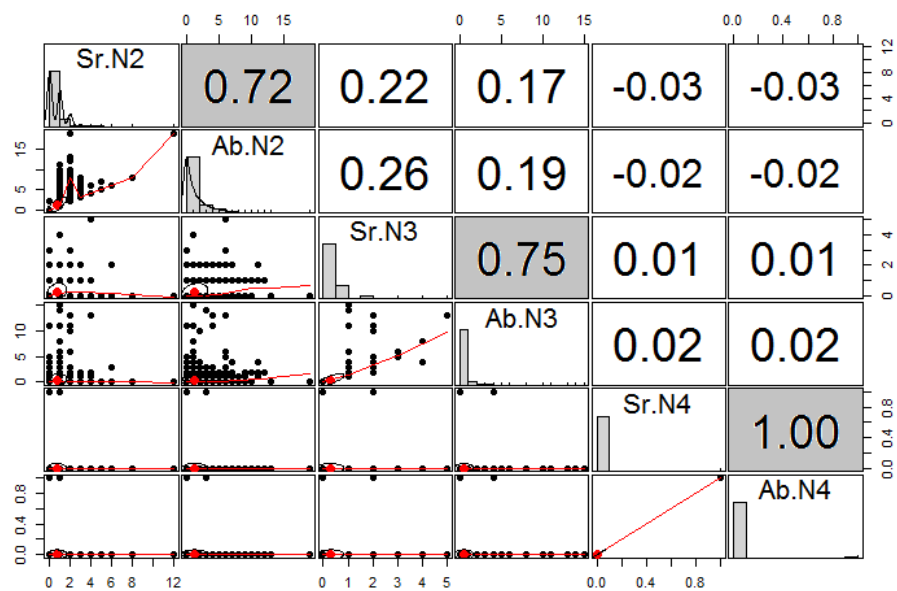 0 5 10 15 0 5 10 15 0.0 0.4 0.8
Sr.N2 0.72 0.22 0.17 -0.03 -0.03 0 4 8 12
5 15 Ab.N2 0.26 0.19 -0.02 -0.02
0
Sr.N3 0.75 0.01 0.01 0 2 4
0 5 10 Ab.N3 0.02 0.02
Sr.N4 1.00 0.0 0.4 0.8
0.0 0.4 0.8 Ab.N4
0 2 4 6 8 12 0 1 2 3 4 5 0.0 0.4 0.8